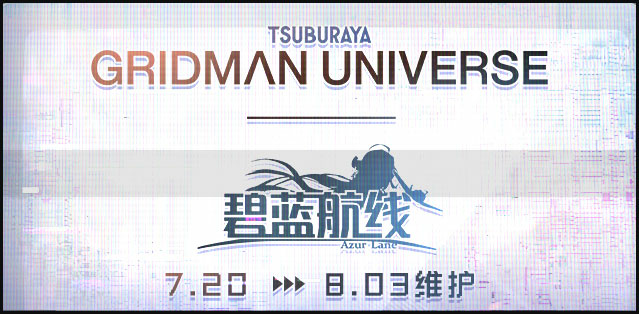 TSUBURAYA
GRIDMAN UNIVERSE
碧蓝航线
Azur Lane
7.20 8.03维护